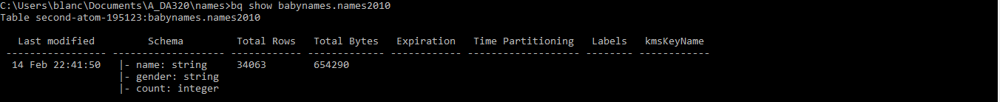 C:\Users\blanc\Documents\A_DA320\names>bq show babynames.names2010
Table second-atom-195123:babynames.names2010
Last modified Schema Total Rows Total Bytes Expiration Time Partitioning Labels kmsKeyName
----------------- ------------------- ------------ ------------- ------------ ------------------- -------- ------------
14 Feb 22:41:50 |- name: string 34063 654290
|- gender: string
|- count: integer